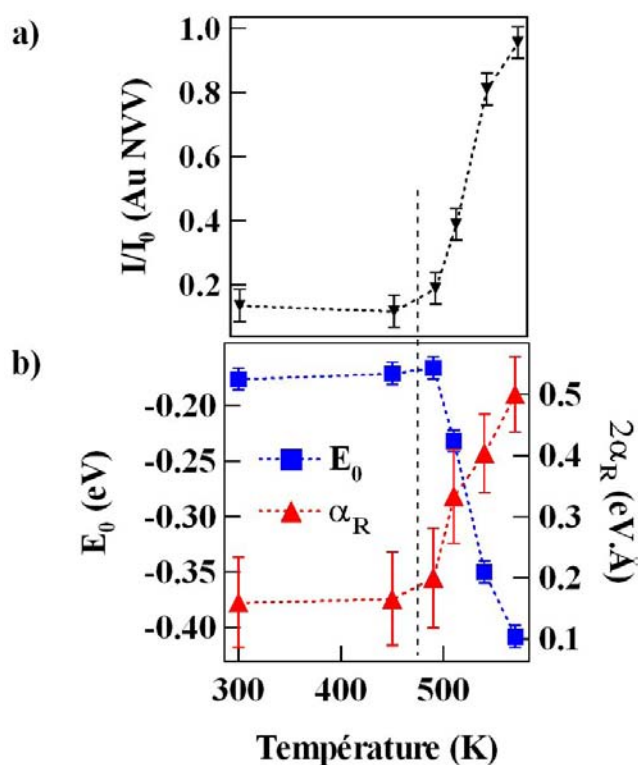 a)
I/I₀ (Au NVV)
1.0
0.8
0.6
0.4
0.2
b)
E₀ (eV)
-0.20
-0.25
-0.30
-0.35
-0.40
E₀
α_R
0.5
0.4
0.3
0.2
0.1
2α_R (eV.Å)
300 400 500
Température (K)